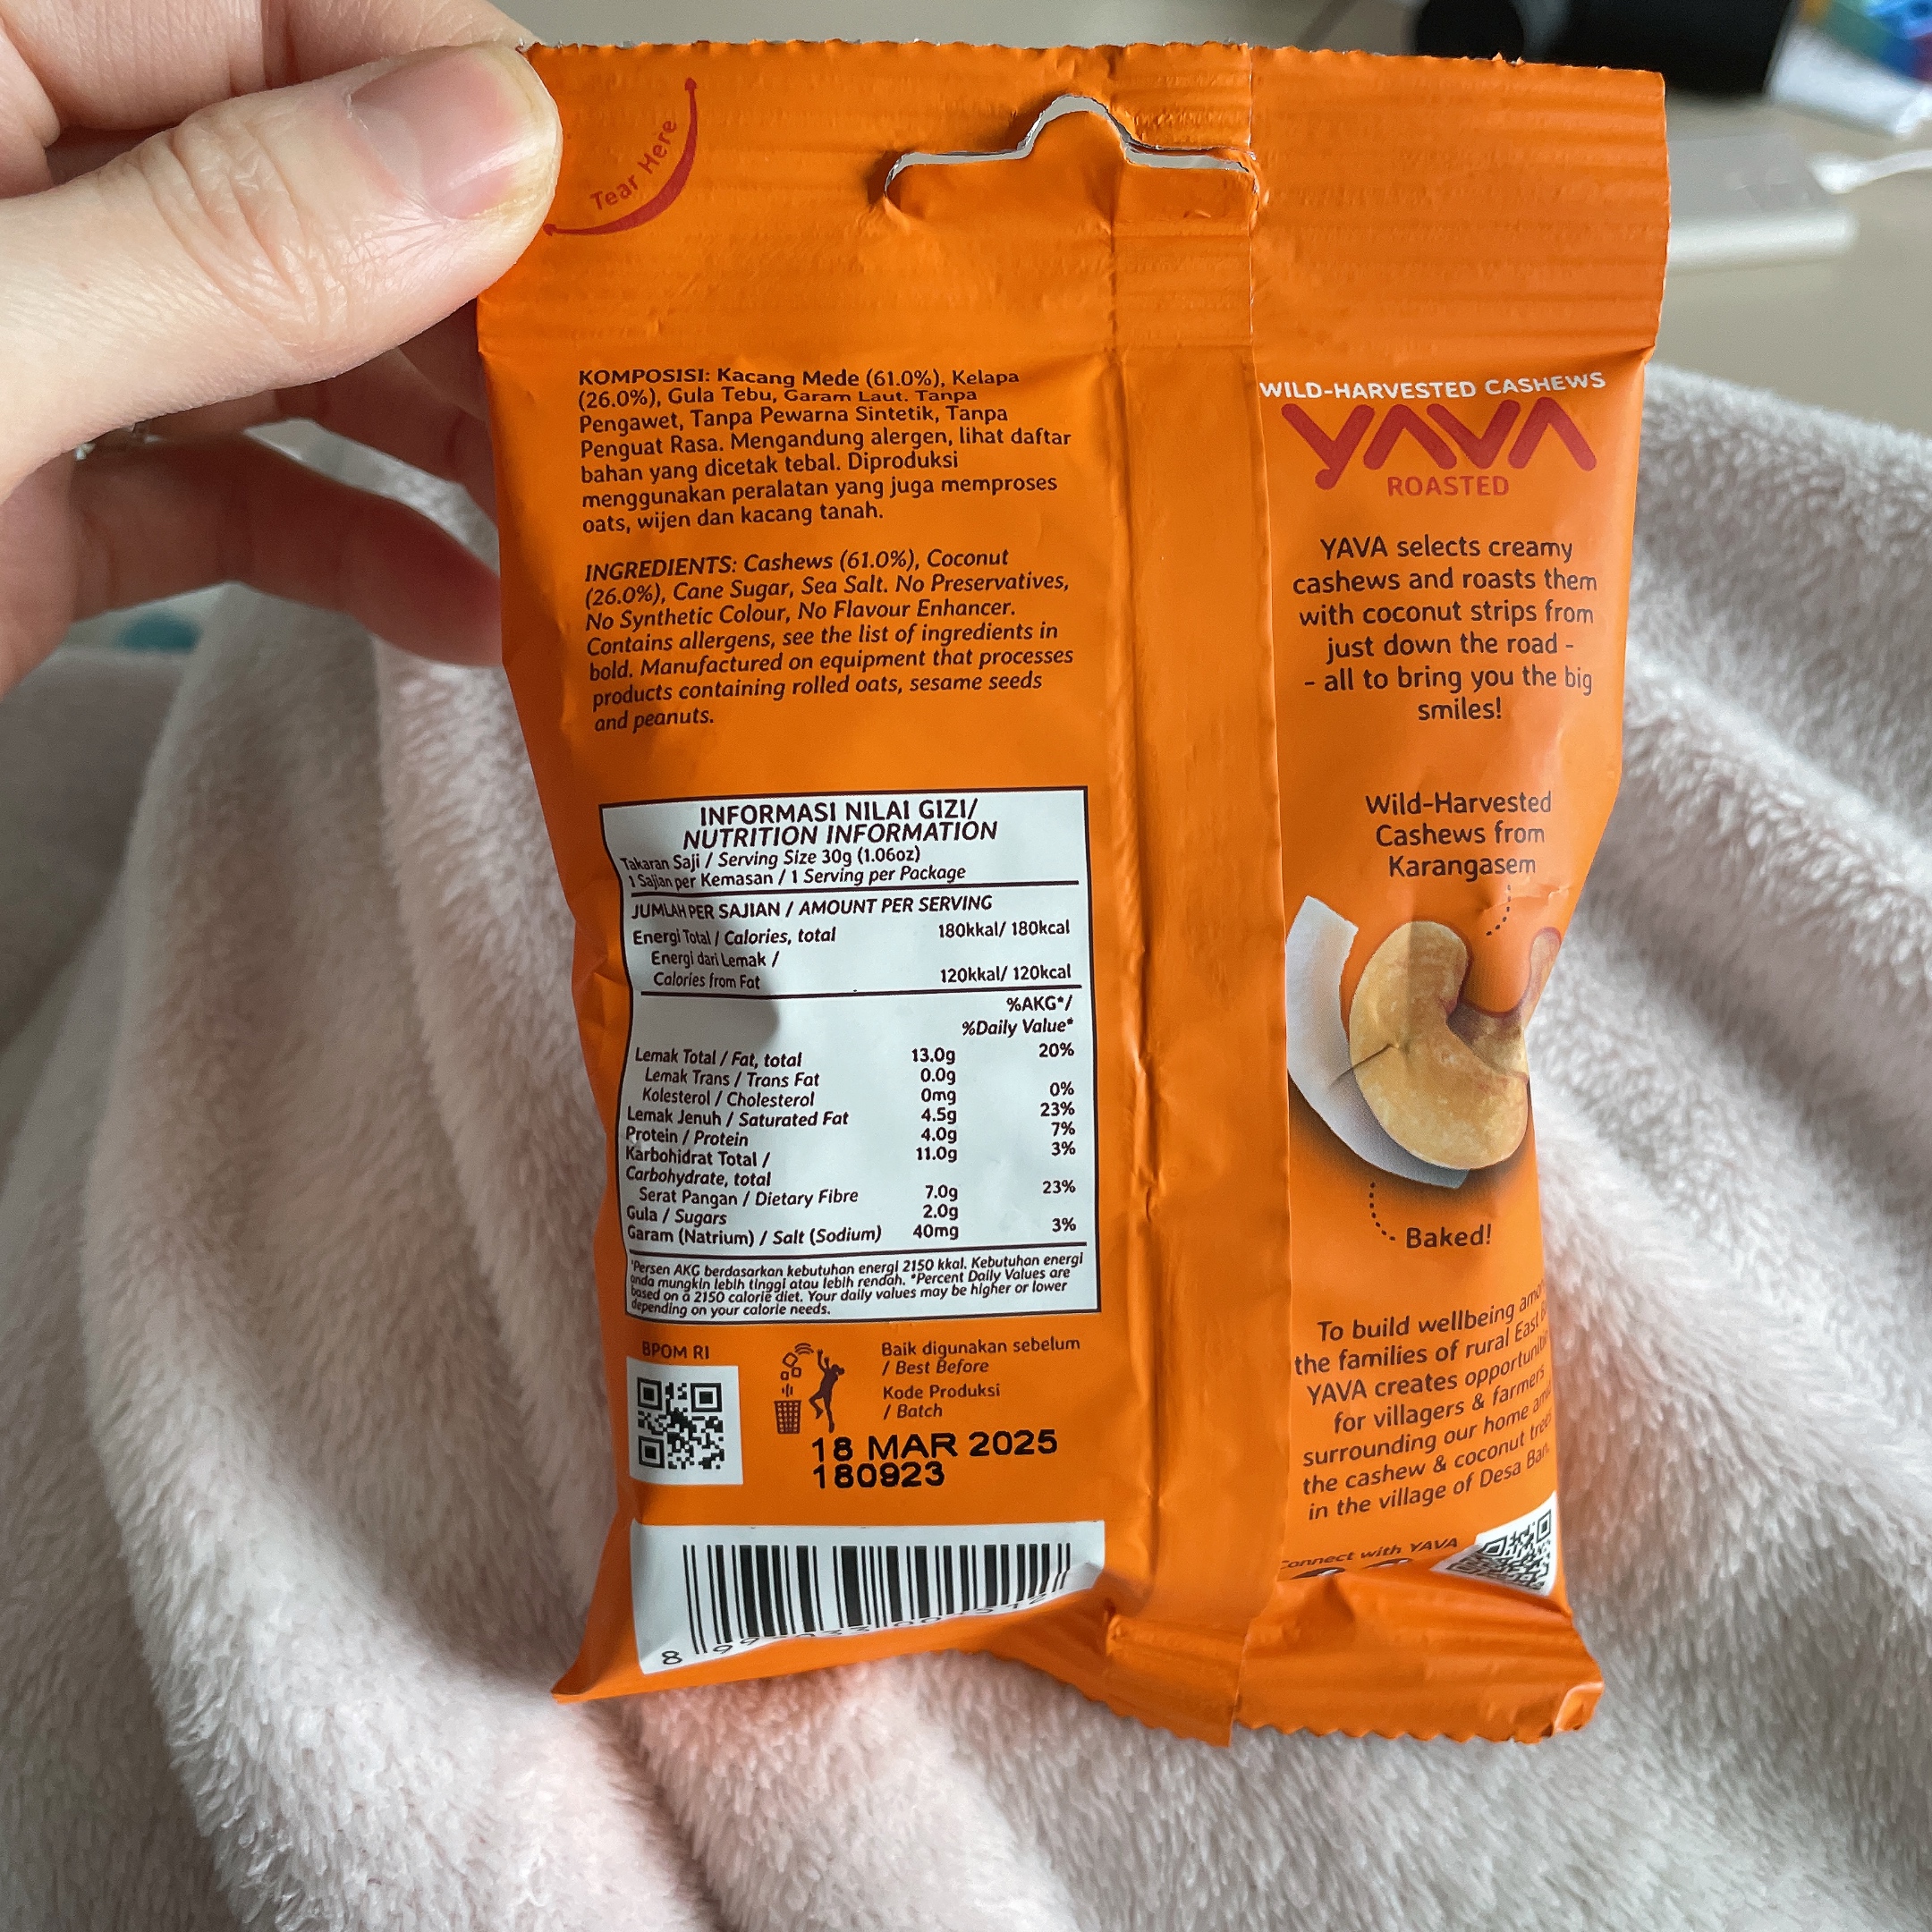 Tear Here
KOMPOSISI: Kacang Mede (61.0%), Kelapa
(26.0%), Gula Tebu, Garam Laut. Tanpa
Pengawet, Tanpa Pewarna Sintetik, Tanpa
Penguat Rasa. Mengandung alergen, lihat daftar
bahan yang dicetak tebal. Diproduksi
menggunakan peralatan yang juga memproses
oats, wijen dan kacang tanah.
INGREDIENTS: Cashews (61.0%), Coconut
(26.0%), Cane Sugar, Sea Salt. No Preservatives,
No Synthetic Colour, No Flavour Enhancer.
Contains allergens, see the list of ingredients in
bold. Manufactured on equipment that processes
products containing rolled oats, sesame seeds
and peanuts.
INFORMASI NILAI GIZI/
NUTRITION INFORMATION
Takaran Saji / Serving Size 30g (1.06oz)
1 Sajian per Kemasan / 1 Serving per Package
JUMLAH PER SAJIAN / AMOUNT PER SERVING
Energi Total / Calories, total 180kkal/ 180kcal
Energi dari Lemak /
Calories from Fat 120kkal/ 120kcal
%AKG*/
%Daily Value*
Lemak Total / Fat, total 13.0g 20%
Lemak Trans / Trans Fat 0.0g
Kolesterol / Cholesterol 0mg 0%
Lemak Jenuh / Saturated Fat 4.5g 23%
Protein / Protein 4.0g 7%
Karbohidrat Total / 11.0g 3%
Carbohydrate, total
Serat Pangan / Dietary Fibre 7.0g 23%
Gula / Sugars 2.0g
Garam (Natrium) / Salt (Sodium) 40mg 3%
*Persen AKG berdasarkan kebutuhan energi 2150 kkal. Kebutuhan energi
anda mungkin lebih tinggi atau lebih rendah. *Percent Daily Values are
based on a 2150 calorie diet. Your daily values may be higher or lower
depending on your calorie needs.
BPOM RI
Baik digunakan sebelum
/ Best Before
Kode Produksi
/ Batch
18 MAR 2025
180923
8
WILD-HARVESTED CASHEWS
YAVA
ROASTED
YAVA selects creamy
cashews and roasts them
with coconut strips from
just down the road -
- all to bring you the big
smiles!
Wild-Harvested
Cashews from
Karangasem
Baked!
To build wellbeing
the families of rural East
YAVA creates
for villagers & farmers
surrounding our home
the cashew & coconut
in the village of Desa
Connect with YAVA